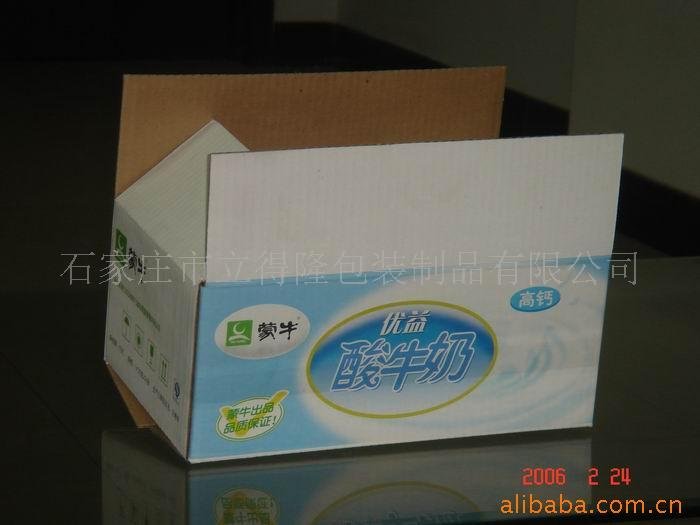 石家庄市立得隆包装制品有限公司
蒙牛
蒙牛
优益
酸牛奶
高钙
蒙牛出品
品质保证!
2006 2 24
alibaba.com.cn